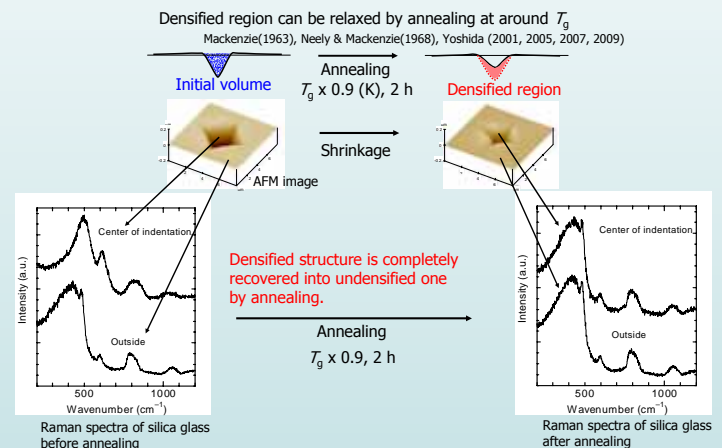 Densified region can be relaxed by annealing at around Tg
Mackenzie(1963), Neely & Mackenzie(1968), Yoshida (2001, 2005, 2007, 2009)
Initial volume
Annealing
Tg x 0.9 (K), 2 h
Densified region
Shrinkage
AFM image
Center of indentation
Outside
Intensity (a.u.)
500
1000
Wavenumber (cm−1)
Raman spectra of silica glass
before annealing
Densified structure is completely
recovered into undensified one
by annealing.
Annealing
Tg x 0.9, 2 h
Center of indentation
Outside
Intensity (a.u.)
500
1000
Wavenumber (cm−1)
Raman spectra of silica glass
after annealing